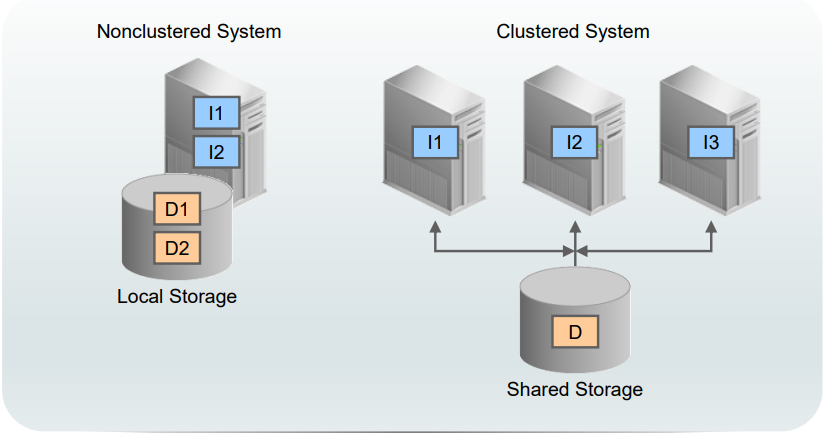 Nonclustered System
I1
I2
D1
D2
Local Storage
Clustered System
I1
I2
I3
D
Shared Storage